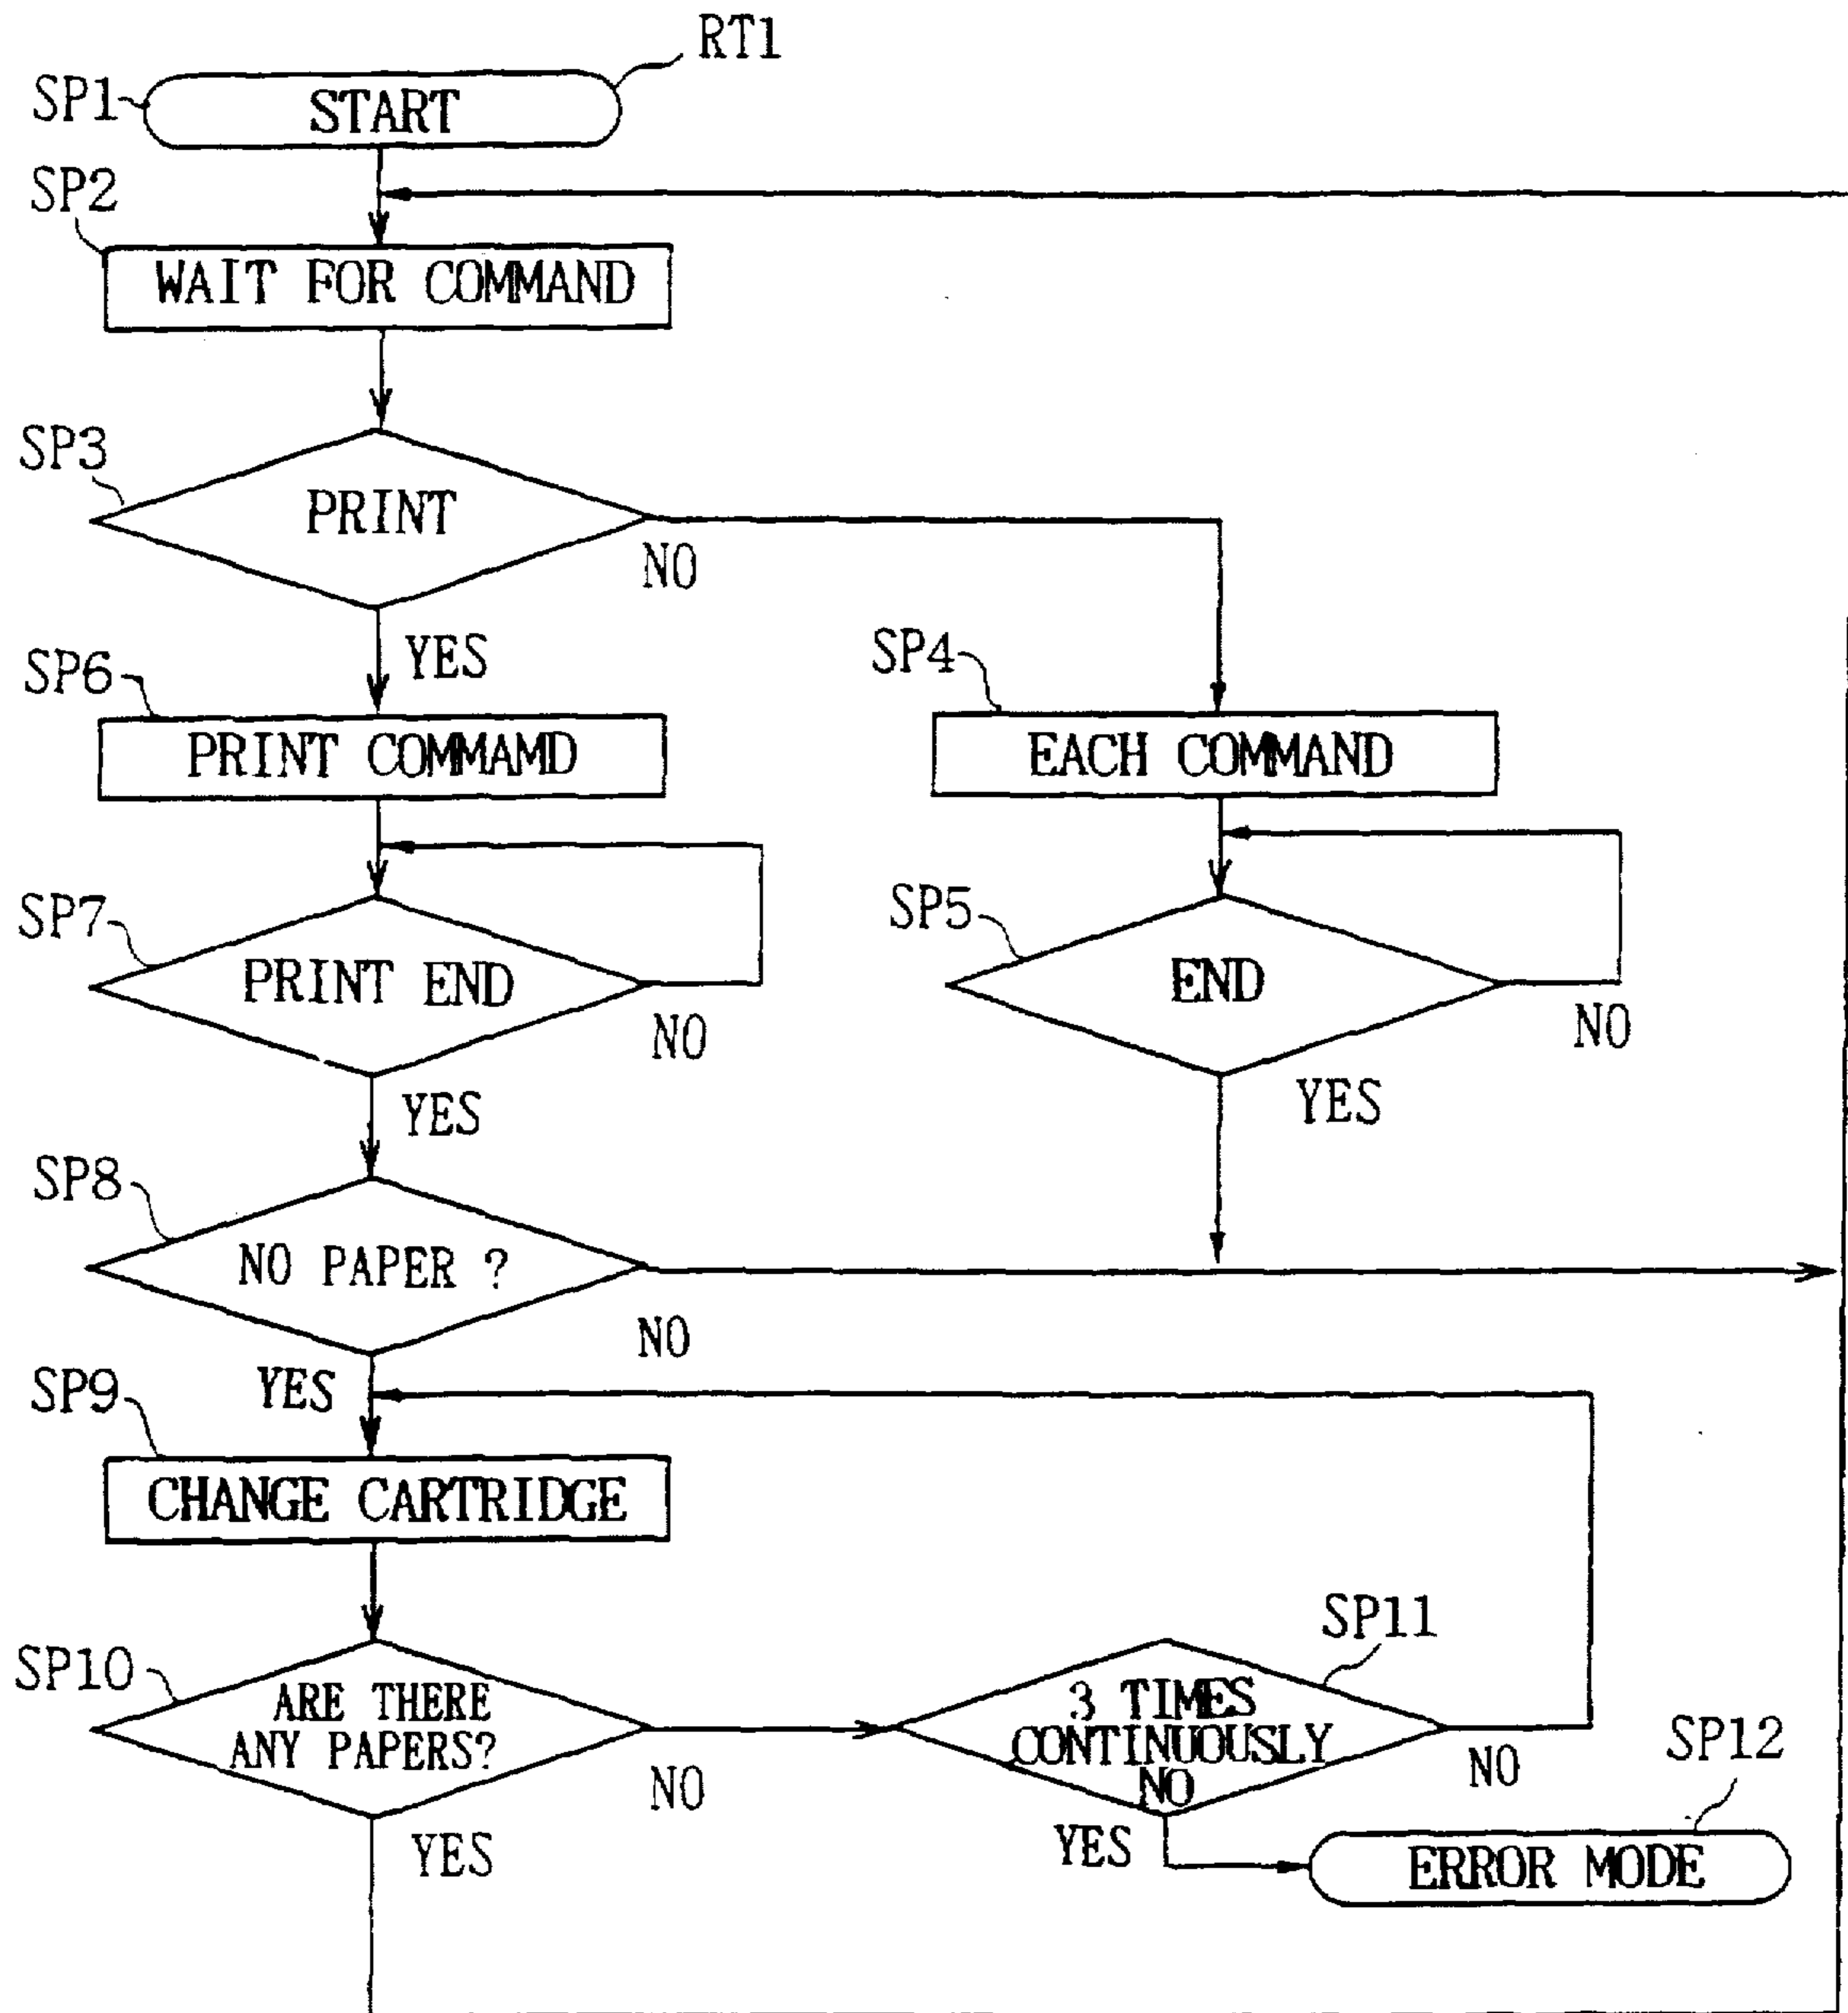 RT1
SP1
START
SP2
WAIT FOR COMMAND
SP3
PRINT
NO
YES
SP6
PRINT COMMAMD
SP4
EACH COMMAND
SP7
PRINT END
NO
YES
SP5
END
NO
YES
SP8
NO PAPER ?
NO
YES
SP9
CHANGE CARTRIDGE
SP10
ARE THERE
ANY PAPERS?
NO
YES
SP11
3 TIMES
CONTINUOUSLY
NO
NO
YES
SP12
ERROR MODE